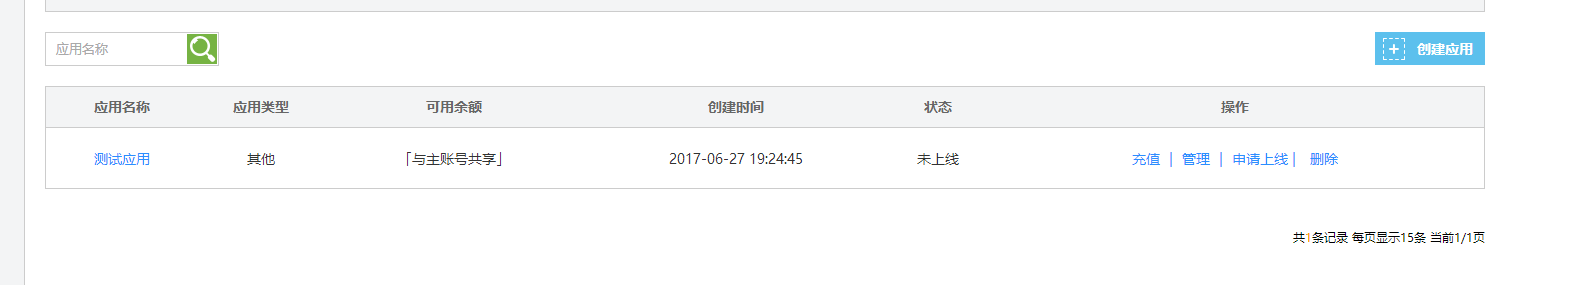 应用名称
创建应用
应用名称 应用类型 可用余额 创建时间 状态 操作
测试应用 其他 「与主账号共享」 2017-06-27 19:24:45 未上线 充值 | 管理 | 申请上线 | 删除
共1条记录 每页显示15条 当前1/1页